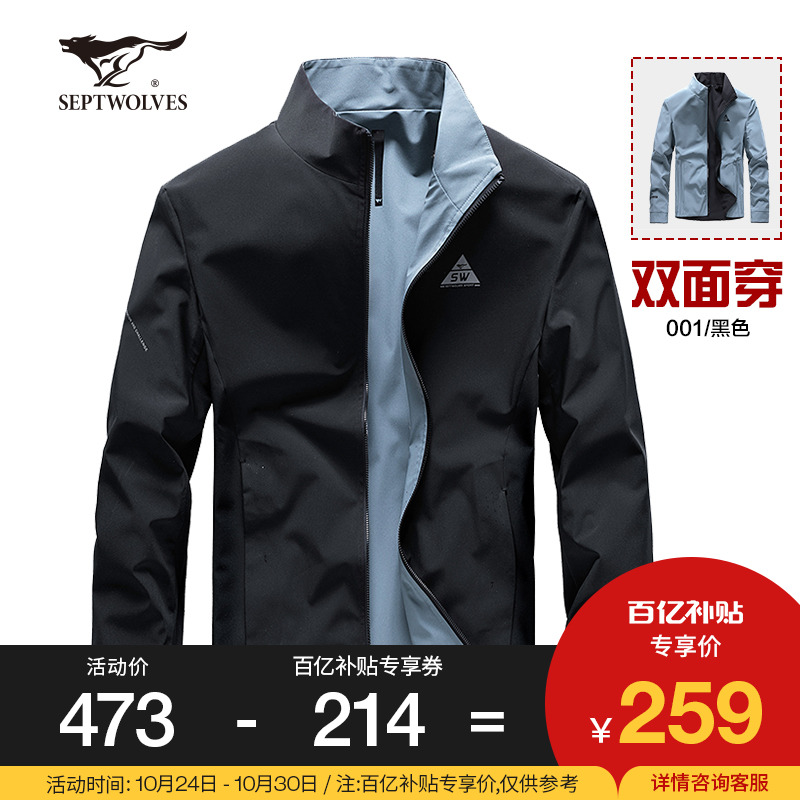 SEPTWOLVES
®
双面穿
001/黑色
SW
百亿补贴
专享价
¥259
活动价
473
-
百亿补贴专享券
214
=
活动时间: 10月24日 - 10月30日 / 注:百亿补贴专享价,仅供参考
详情咨询客服